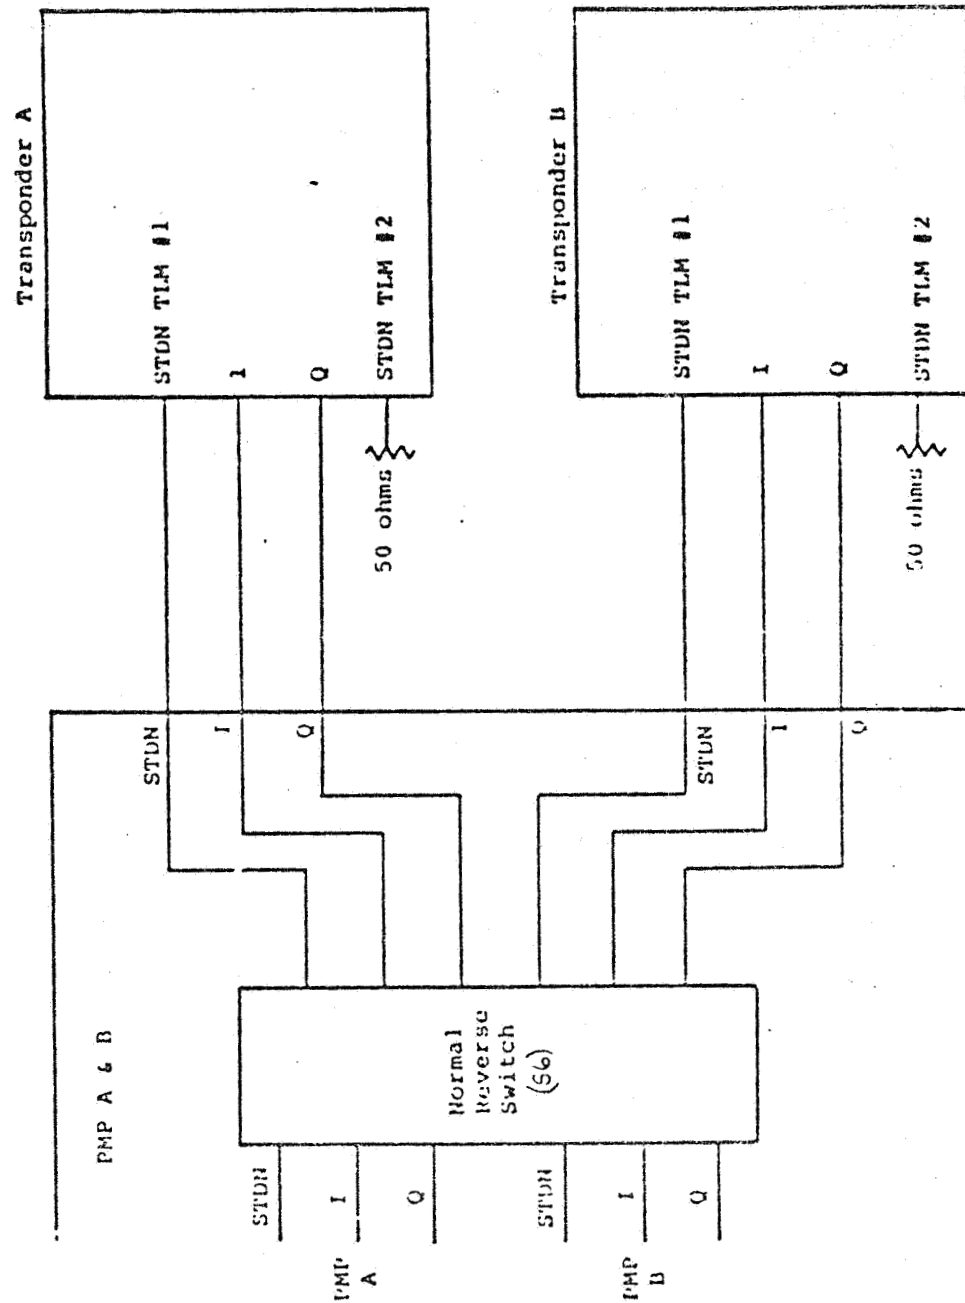 PMP A & B
PMP
A
STDN
I
Q
PMP
B
STDN
I
Q
Normal
Reverse
Switch
(S6)
STDN
I
Q
STDN
I
Q
Transponder A
STDN TLM #1
I
Q
STDN TLM #2
50 ohms
Transponder B
STDN TLM #1
I
Q
STDN TLM #2
50 ohms